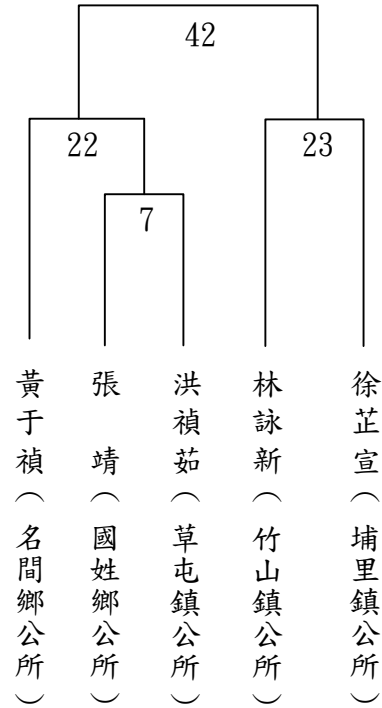 42
22
23
7
黃于禎（名間鄉公所）
張　靖（國姓鄉公所）
洪禎茹（草屯鎮公所）
林詠新（竹山鎮公所）
徐芷宣（埔里鎮公所）